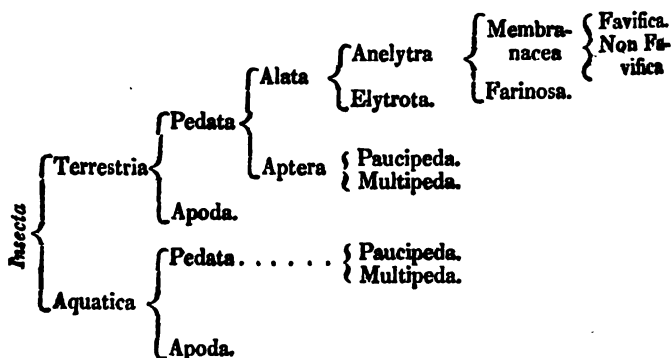 Insecta
Terrestria
Pedata
Alata
Anelytra
Membra-
nacea
Favifica.
Non Fa-
vifica
Farinosa.
Elytrota.
Aptera
Paucipeda.
Multipeda.
Apoda.
Aquatica
Pedata . . . . . .
Paucipeda.
Multipeda.
Apoda.